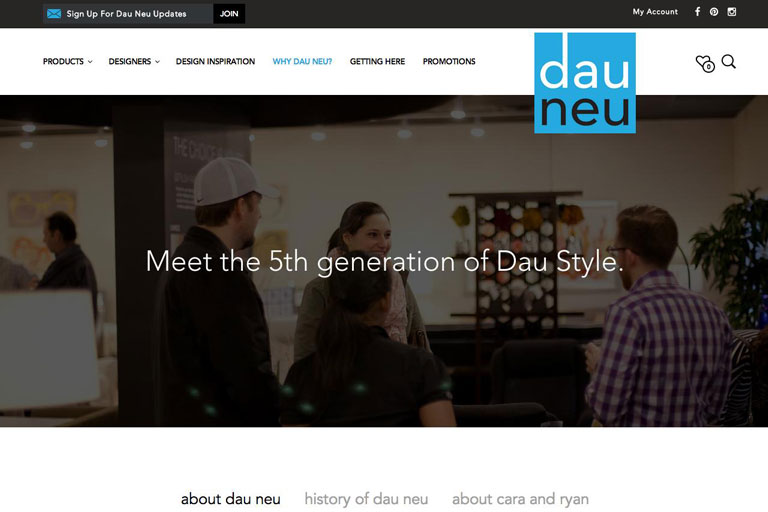 Sign Up For Dau Neu Updates JOIN My Account
PRODUCTS DESIGNERS DESIGN INSPIRATION WHY DAU NEU? GETTING HERE PROMOTIONS
dau
neu
0
THE CHOICE IS
Meet the 5th generation of Dau Style.
about dau neu history of dau neu about cara and ryan